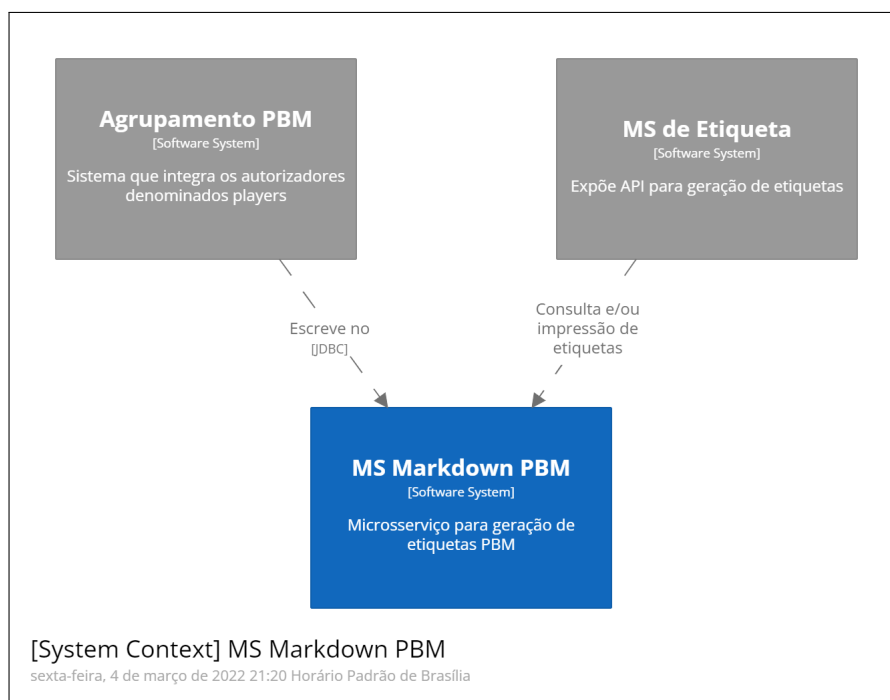 Agrupamento PBM
[Software System]
Sistema que integra os autorizadores
denominados players
MS de Etiqueta
[Software System]
Expõe API para geração de etiquetas
Escreve no
[JDBC]
Consulta e/ou
impressão de
etiquetas
MS Markdown PBM
[Software System]
Microsserviço para geração de
etiquetas PBM
[System Context] MS Markdown PBM
sexta-feira, 4 de março de 2022 21:20 Horário Padrão de Brasília